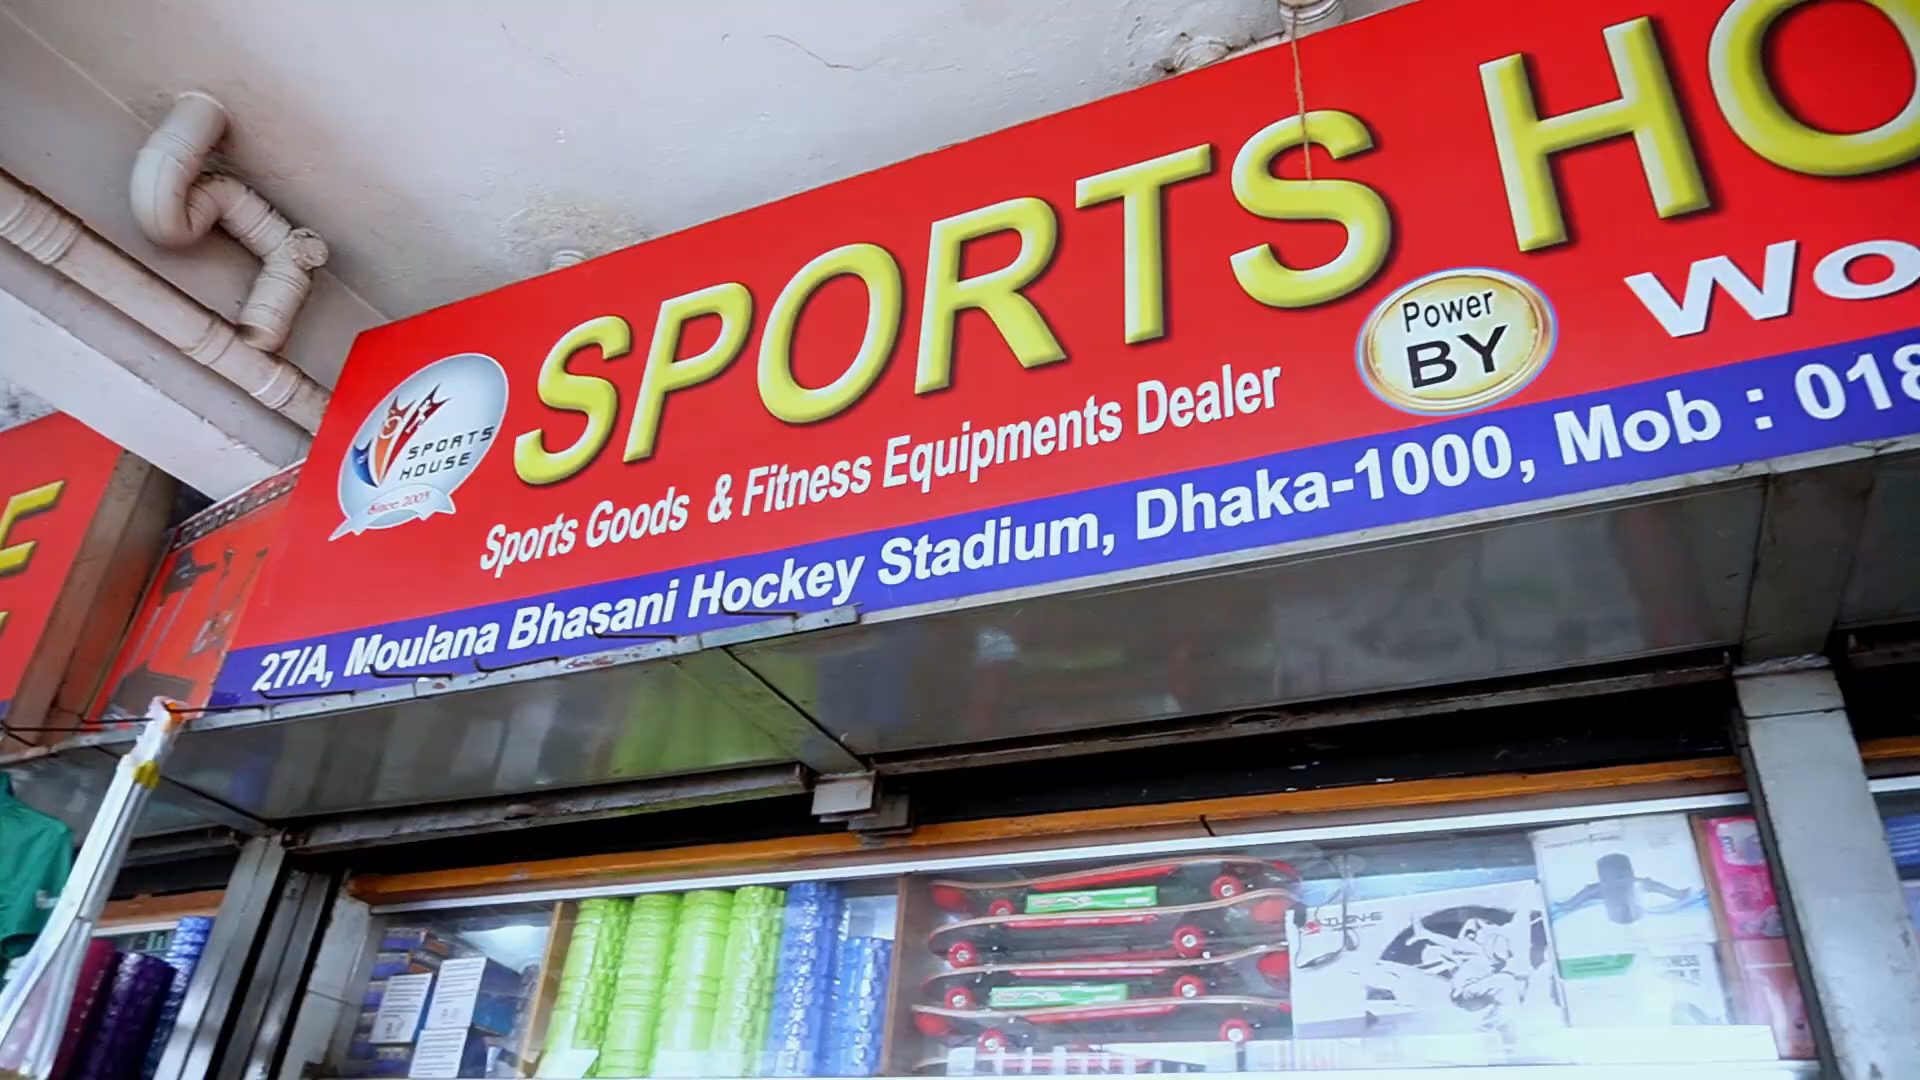 SPORTS HO
SPORTS
HOUSE
Since 2005
Sports Goods & Fitness Equipments Dealer
Power
BY
Wo
27/A, Moulana Bhasani Hockey Stadium, Dhaka-1000, Mob : 018